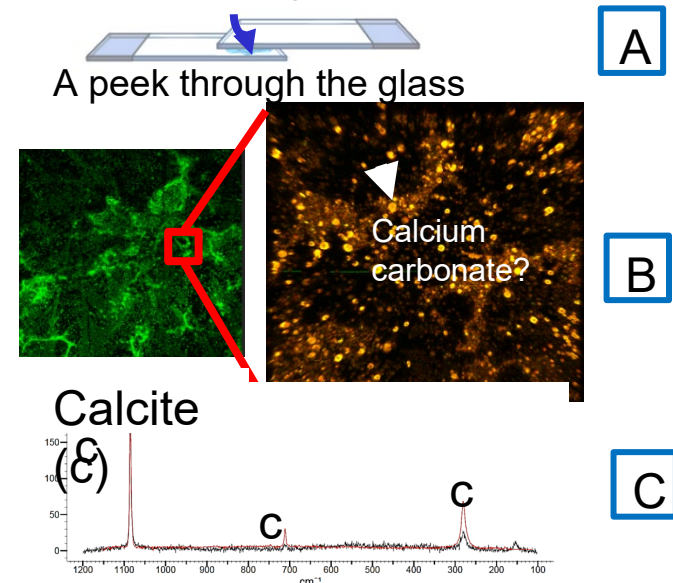 A
A peek through the glass
Calcium
carbonate?
B
Calcite
(c)
c
c
c
C
150
100
50
0
1200 1100 1000 900 800 700 600 500 400 300 200 100
cm⁻¹